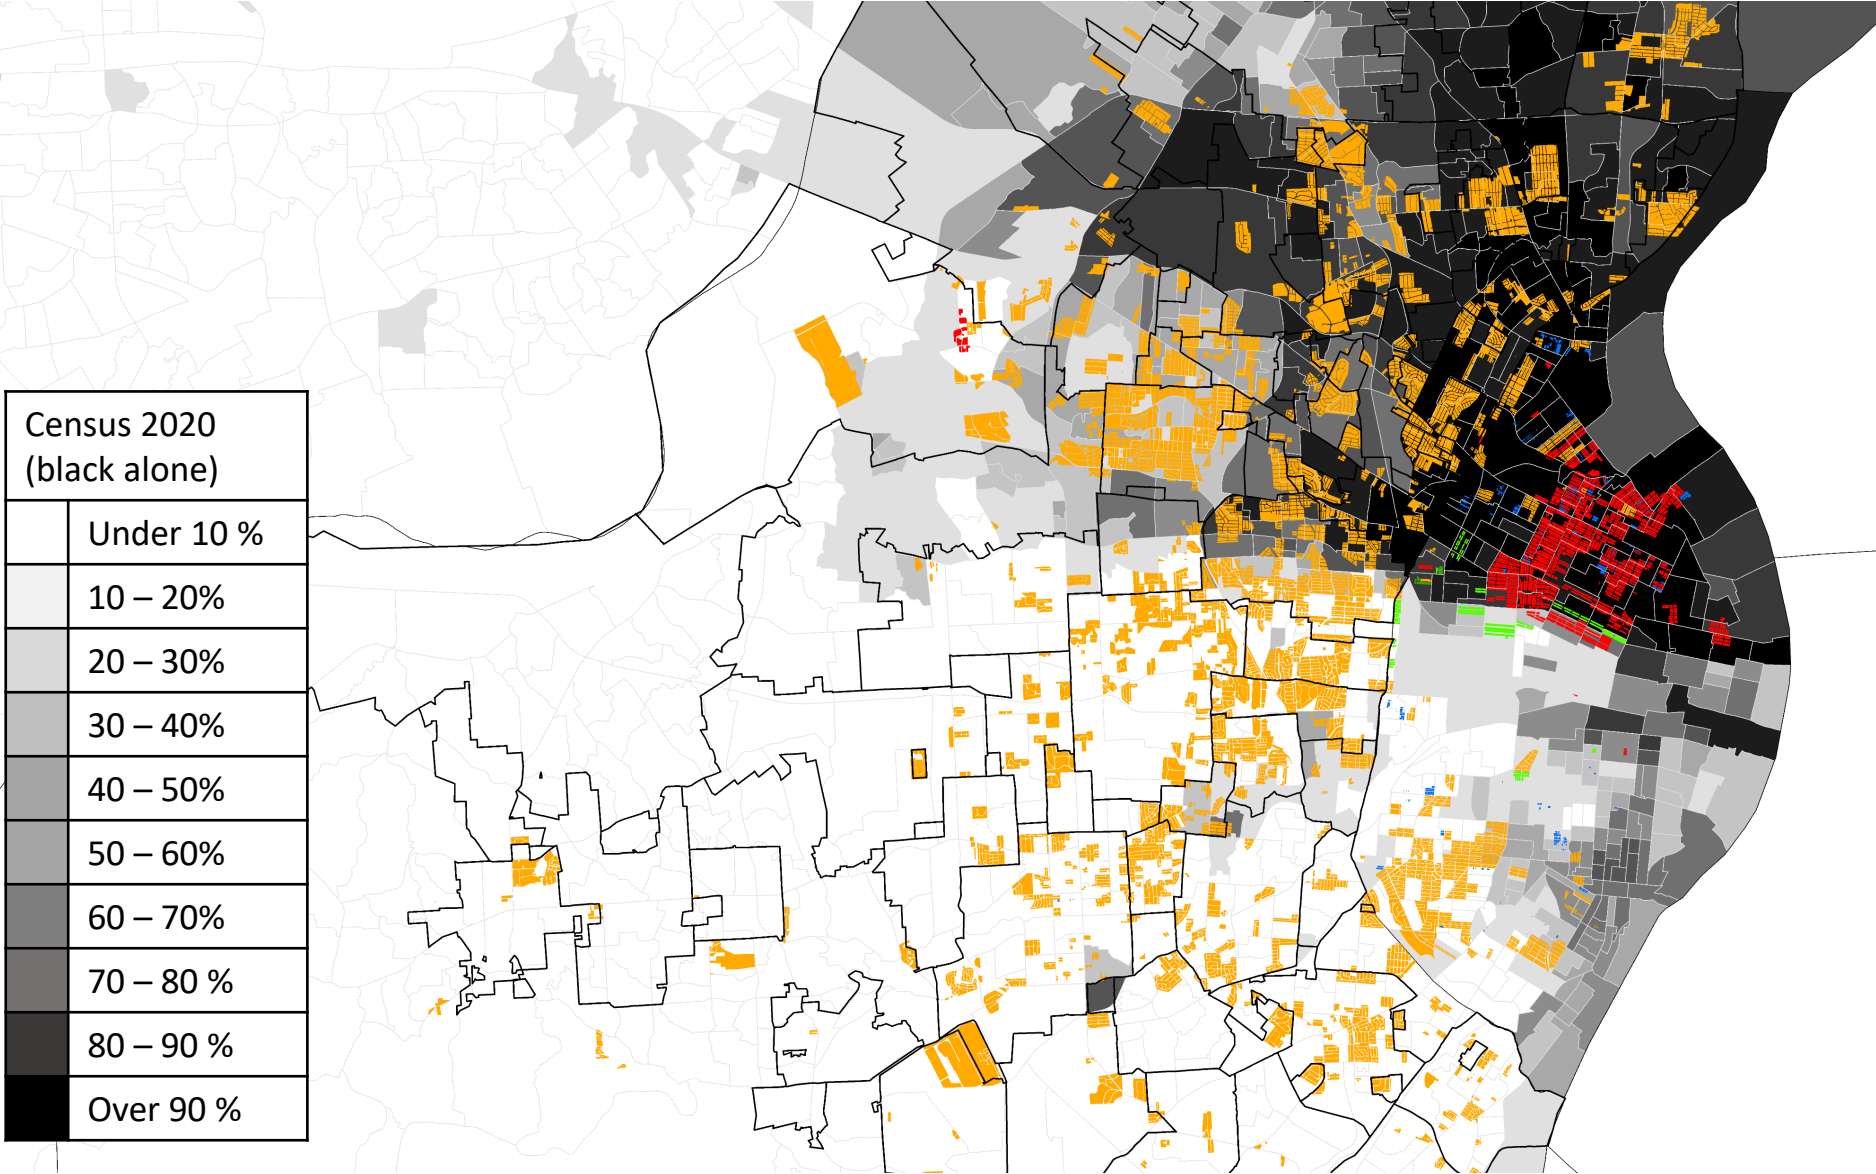 Census 2020
(black alone)
Under 10 %
10 – 20%
20 – 30%
30 – 40%
40 – 50%
50 – 60%
60 – 70%
70 – 80 %
80 – 90 %
Over 90 %